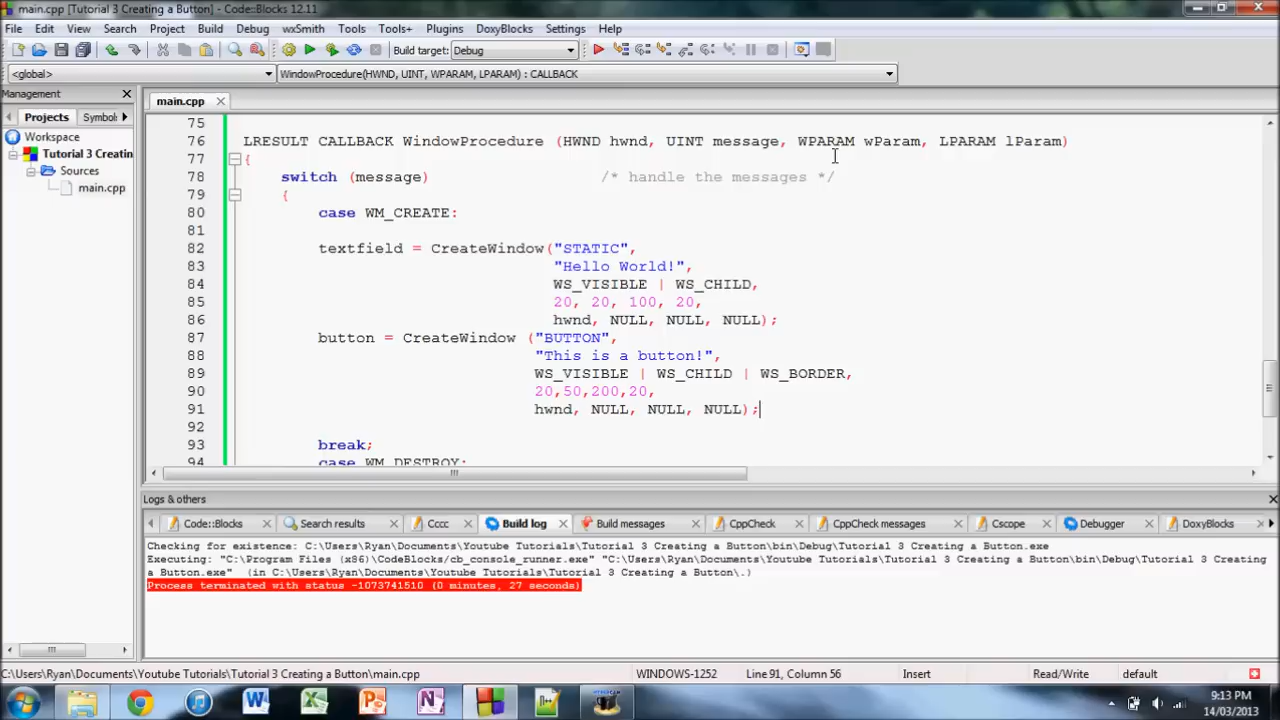 main.cpp [Tutorial 3 Creating a Button] - Code::Blocks 12.11
File Edit View Search Project Build Debug wxSmith Tools Tools+ Plugins DoxyBlocks Settings Help
Build target: Debug
<global> WindowProcedure(HWND, UINT, WPARAM, LPARAM) : CALLBACK
Management
main.cpp
Projects Symbols
Workspace
Tutorial 3 Creatin
Sources
main.cpp
75
76 LRESULT CALLBACK WindowProcedure (HWND hwnd, UINT message, WPARAM wParam, LPARAM lParam)
77 {
78 switch (message) /* handle the messages */
79 {
80 case WM_CREATE:
81
82 textfield = CreateWindow("STATIC",
83 "Hello World!",
84 WS_VISIBLE | WS_CHILD,
85 20, 20, 100, 20,
86 hwnd, NULL, NULL, NULL);
87 button = CreateWindow ("BUTTON",
88 "This is a button!",
89 WS_VISIBLE | WS_CHILD | WS_BORDER,
90 20,50,200,20,
91 hwnd, NULL, NULL, NULL);
92
93 break;
94 case WM_DESTROY:
Logs & others
Code::Blocks Search results Cccc Build log Build messages CppCheck CppCheck messages Cscope Debugger DoxyBlocks
Checking for existence: C:\Users\Ryan\Documents\Youtube Tutorials\Tutorial 3 Creating a Button\bin\Debug\Tutorial 3 Creating a Button.exe
Executing: "C:\Program Files (x86)\CodeBlocks/cb_console_runner.exe" "C:\Users\Ryan\Documents\Youtube Tutorials\Tutorial 3 Creating a Button\bin\Debug\Tutorial 3 Creating
a Button.exe" (in C:\Users\Ryan\Documents\Youtube Tutorials\Tutorial 3 Creating a Button\.)
Process terminated with status -1073741510 (0 minutes, 27 seconds)
C:\Users\Ryan\Documents\Youtube Tutorials\Tutorial 3 Creating a Button\main.cpp WINDOWS-1252 Line 91, Column 56 Insert Read/Write default
9:13 PM
14/03/2013